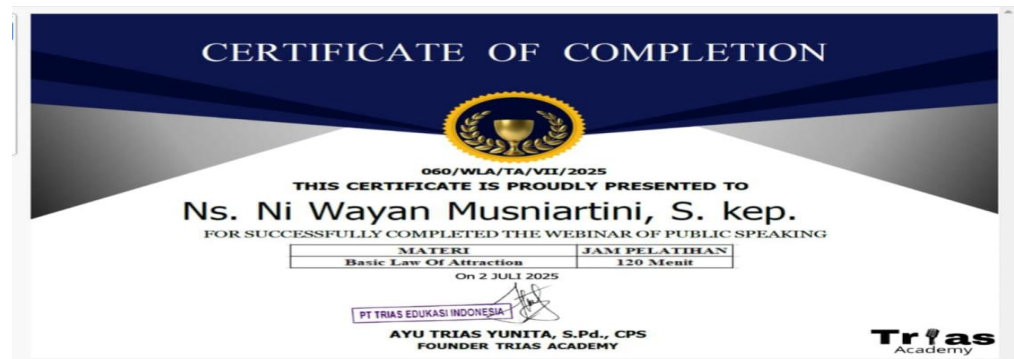 CERTIFICATE OF COMPLETION
060/WLA/TA/VII/2025
THIS CERTIFICATE IS PROUDLY PRESENTED TO
Ns. Ni Wayan Musniartini, S. kep.
FOR SUCCESSFULLY COMPLETED THE WEBINAR OF PUBLIC SPEAKING
MATERI JAM PELATIHAN
Basic Law Of Attraction 120 Menit
On 2 JULI 2025
PT TRIAS EDUKASI INDONESIA
AYU TRIAS YUNITA, S.Pd., CPS
FOUNDER TRIAS ACADEMY
Trias
Academy